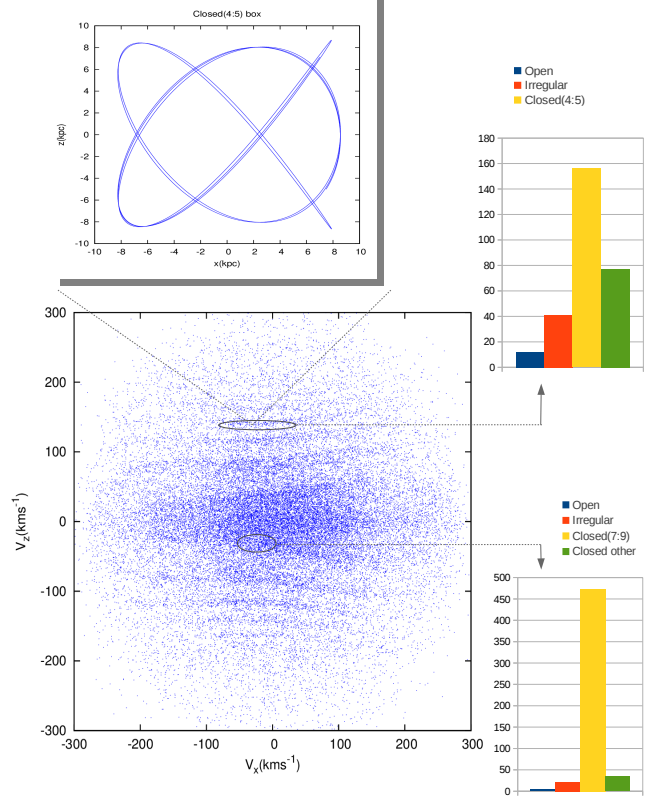 Closed(4:5) box
10
8
6
4
2
0
-2
-4
-6
-8
-10
z(kpc)
-10 -8 -6 -4 -2 0 2 4 6 8 10
x(kpc)
Open
Irregular
Closed(4:5)
180
160
140
120
100
80
60
40
20
0
300
200
100
0
-100
-200
-300
V_z(kms^-1)
-300 -200 -100 0 100 200 300
V_x(kms^-1)
Open
Irregular
Closed(7:9)
Closed other
500
450
400
350
300
250
200
150
100
50
0